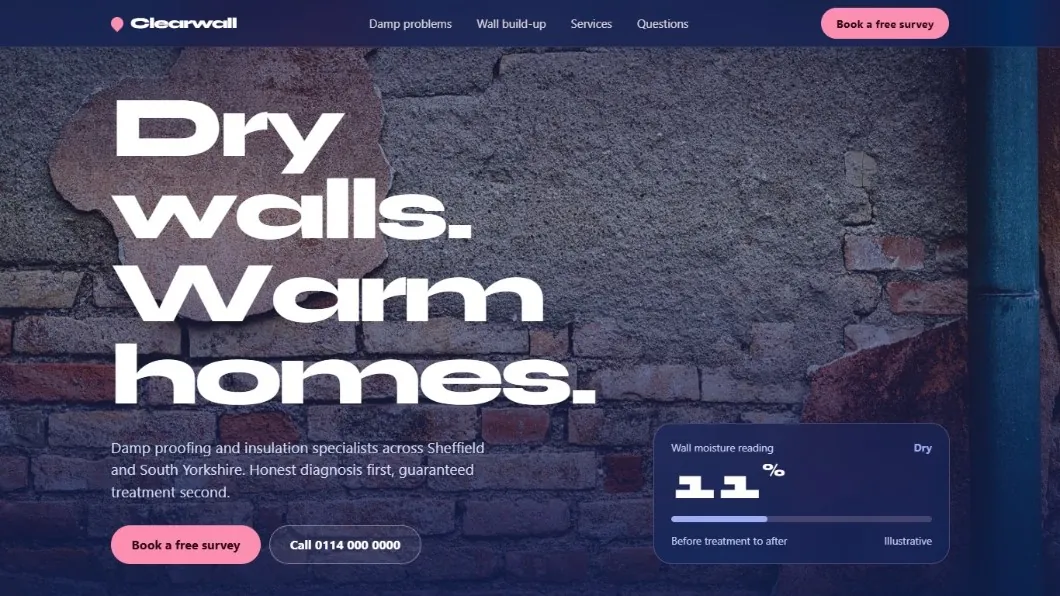 Clearwall
Damp problems
Wall build-up
Services
Questions
Book a free survey
Dry
walls.
Warm
homes.
Damp proofing and insulation specialists across Sheffield
and South Yorkshire. Honest diagnosis first, guaranteed
treatment second.
Book a free survey
Call 0114 000 0000
Wall moisture reading
Dry
11%
Before treatment to after
Illustrative